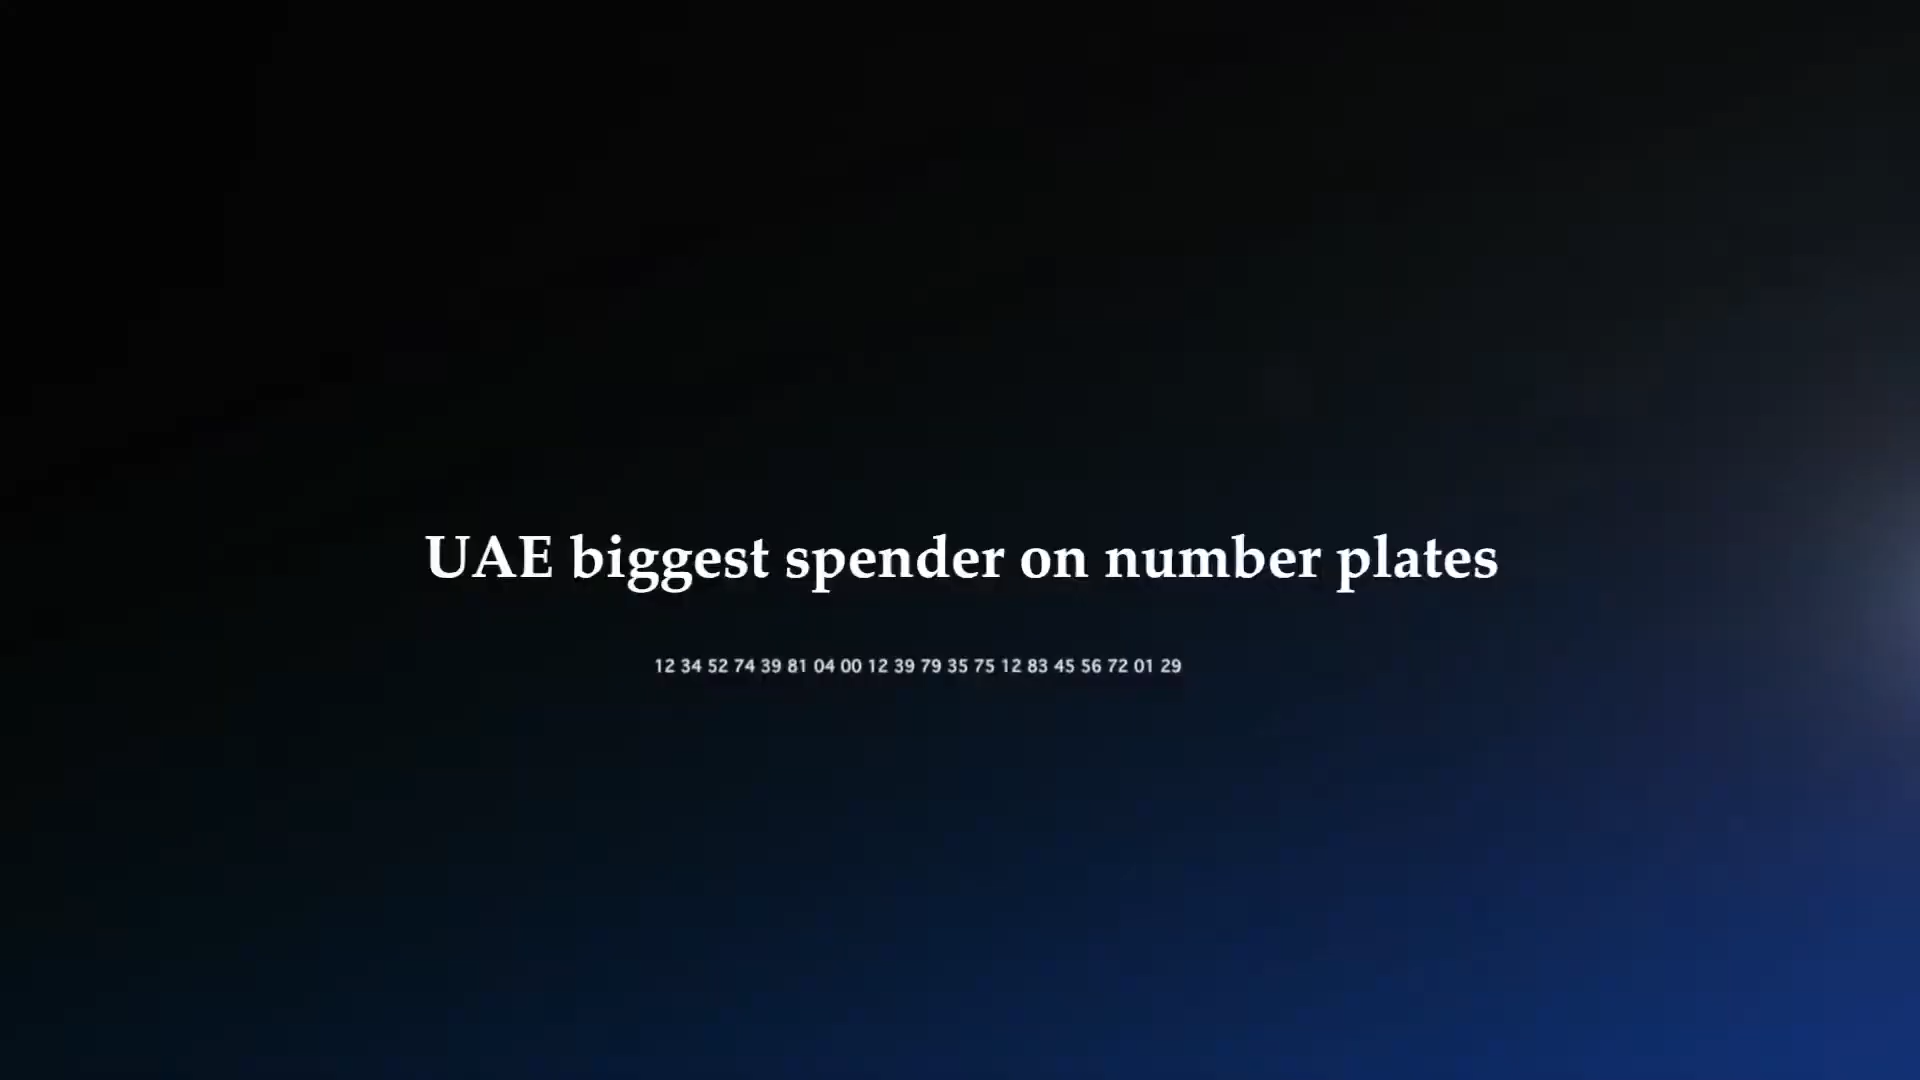 UAE biggest spender on number plates
12 34 52 74 39 81 04 00 12 39 79 35 75 12 83 45 56 72 01 29